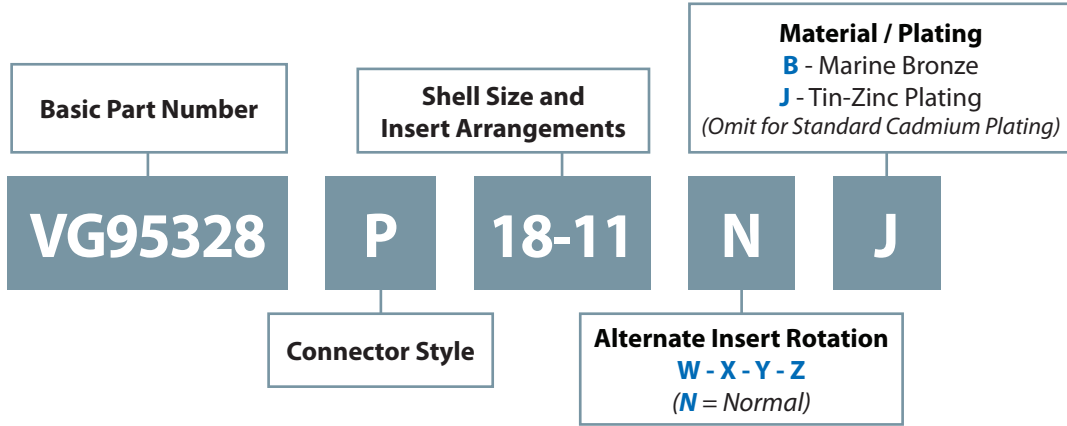 Material / Plating
B - Marine Bronze
J - Tin-Zinc Plating
(Omit for Standard Cadmium Plating)
Basic Part Number
Shell Size and
Insert Arrangements
VG95328 P 18-11 N J
Connector Style
Alternate Insert Rotation
W - X - Y - Z
(N = Normal)